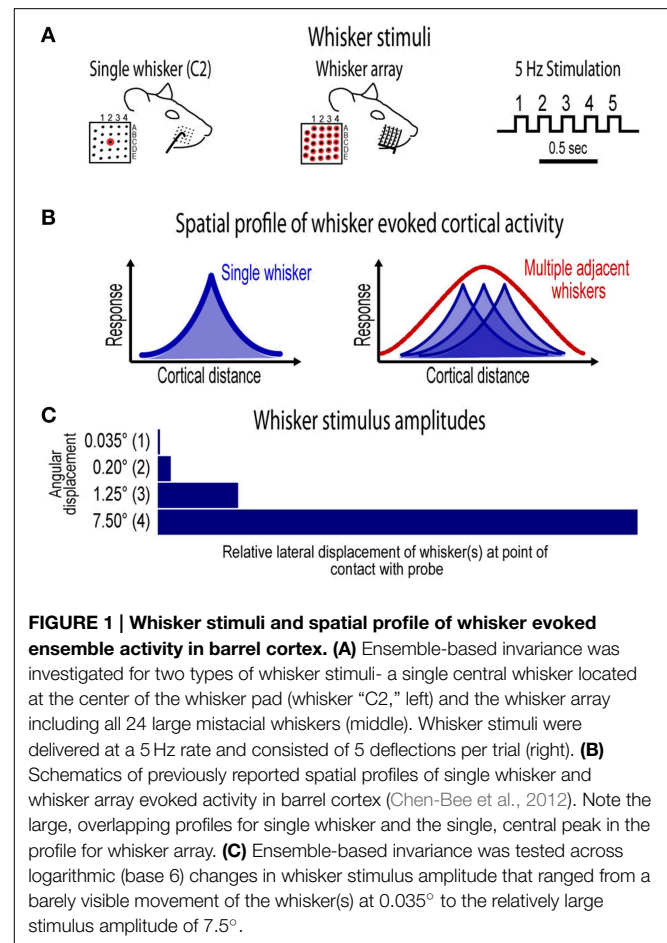 A
Whisker stimuli
Single whisker (C2)
Whisker array
5 Hz Stimulation
1 2 3 4
A
B
C
D
E
1 2 3 4
A
B
C
D
E
1 2 3 4 5
0.5 sec
B
Spatial profile of whisker evoked cortical activity
Response
Single whisker
Cortical distance
Response
Multiple adjacent
whiskers
Cortical distance
C
Whisker stimulus amplitudes
Angular
displacement
0.035° (1)
0.20° (2)
1.25° (3)
7.50° (4)
Relative lateral displacement of whisker(s) at point of
contact with probe
FIGURE 1 | Whisker stimuli and spatial profile of whisker evoked
ensemble activity in barrel cortex. (A) Ensemble-based invariance was
investigated for two types of whisker stimuli- a single central whisker located
at the center of the whisker pad (whisker “C2,” left) and the whisker array
including all 24 large mistacial whiskers (middle). Whisker stimuli were
delivered at a 5 Hz rate and consisted of 5 deflections per trial (right). (B)
Schematics of previously reported spatial profiles of single whisker and
whisker array evoked activity in barrel cortex (Chen-Bee et al., 2012). Note the
large, overlapping profiles for single whisker and the single, central peak in the
profile for whisker array. (C) Ensemble-based invariance was tested across
logarithmic (base 6) changes in whisker stimulus amplitude that ranged from a
barely visible movement of the whisker(s) at 0.035° to the relatively large
stimulus amplitude of 7.5°.